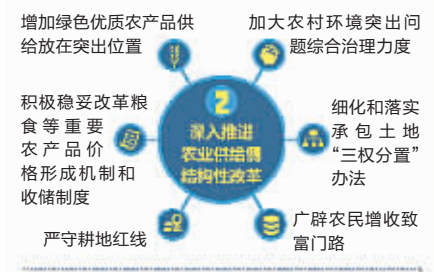 增加绿色优质农产品供
给放在突出位置
加大农村环境突出问
题综合治理力度
积极稳妥改革粮
食等重要
农产品价
格形成机制和
收储制度
2
深入推进
农业供给侧
结构性改革
细化和落实
承包土地
“三权分置”
办法
严守耕地红线
广辟农民增收致
富门路